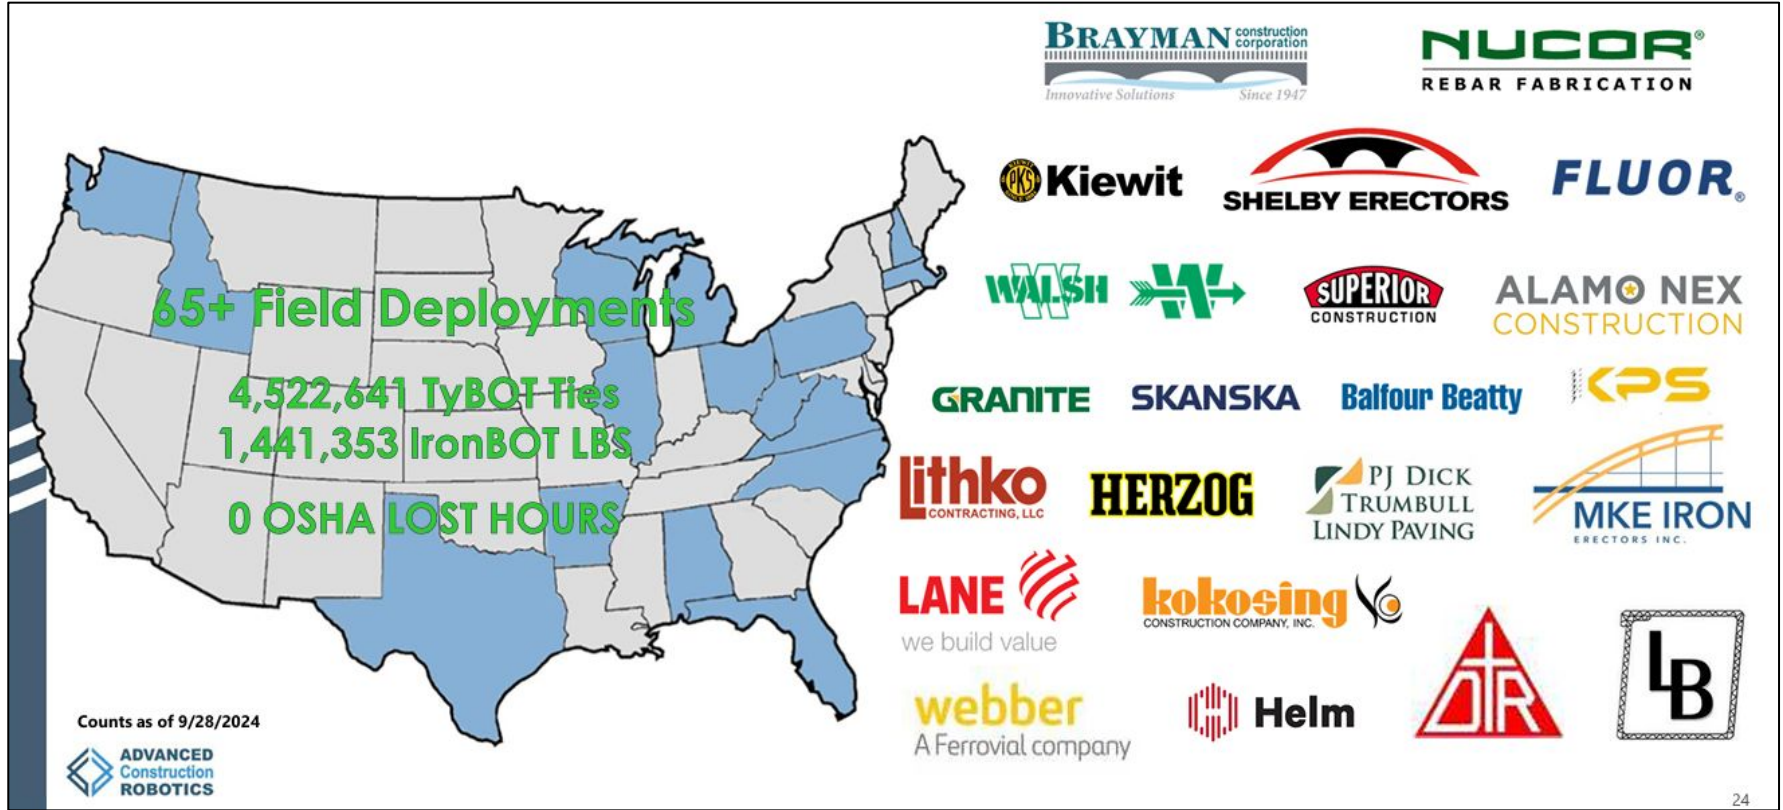 BRAYMAN construction corporation
Innovative Solutions Since 1947
NUCOR®
REBAR FABRICATION
PKS Kiewit
SHELBY ERECTORS
FLUOR®
65+ Field Deployments
4,522,641 TyBOT Ties
1,441,353 IronBOT LBS
0 OSHA LOST HOURS
WALSH
W
SUPERIOR
CONSTRUCTION
ALAMO NEX
CONSTRUCTION
GRANITE
SKANSKA
Balfour Beatty
KPS
Lithko
CONTRACTING, LLC
HERZOG
PJ DICK
TRUMBULL
LINDY PAVING
MKE IRON
ERECTORS INC.
LANE
we build value
kokosing
CONSTRUCTION COMPANY, INC.
webber
A Ferrovial company
Helm
DTR
LB
Counts as of 9/28/2024
ADVANCED
Construction
ROBOTICS
24